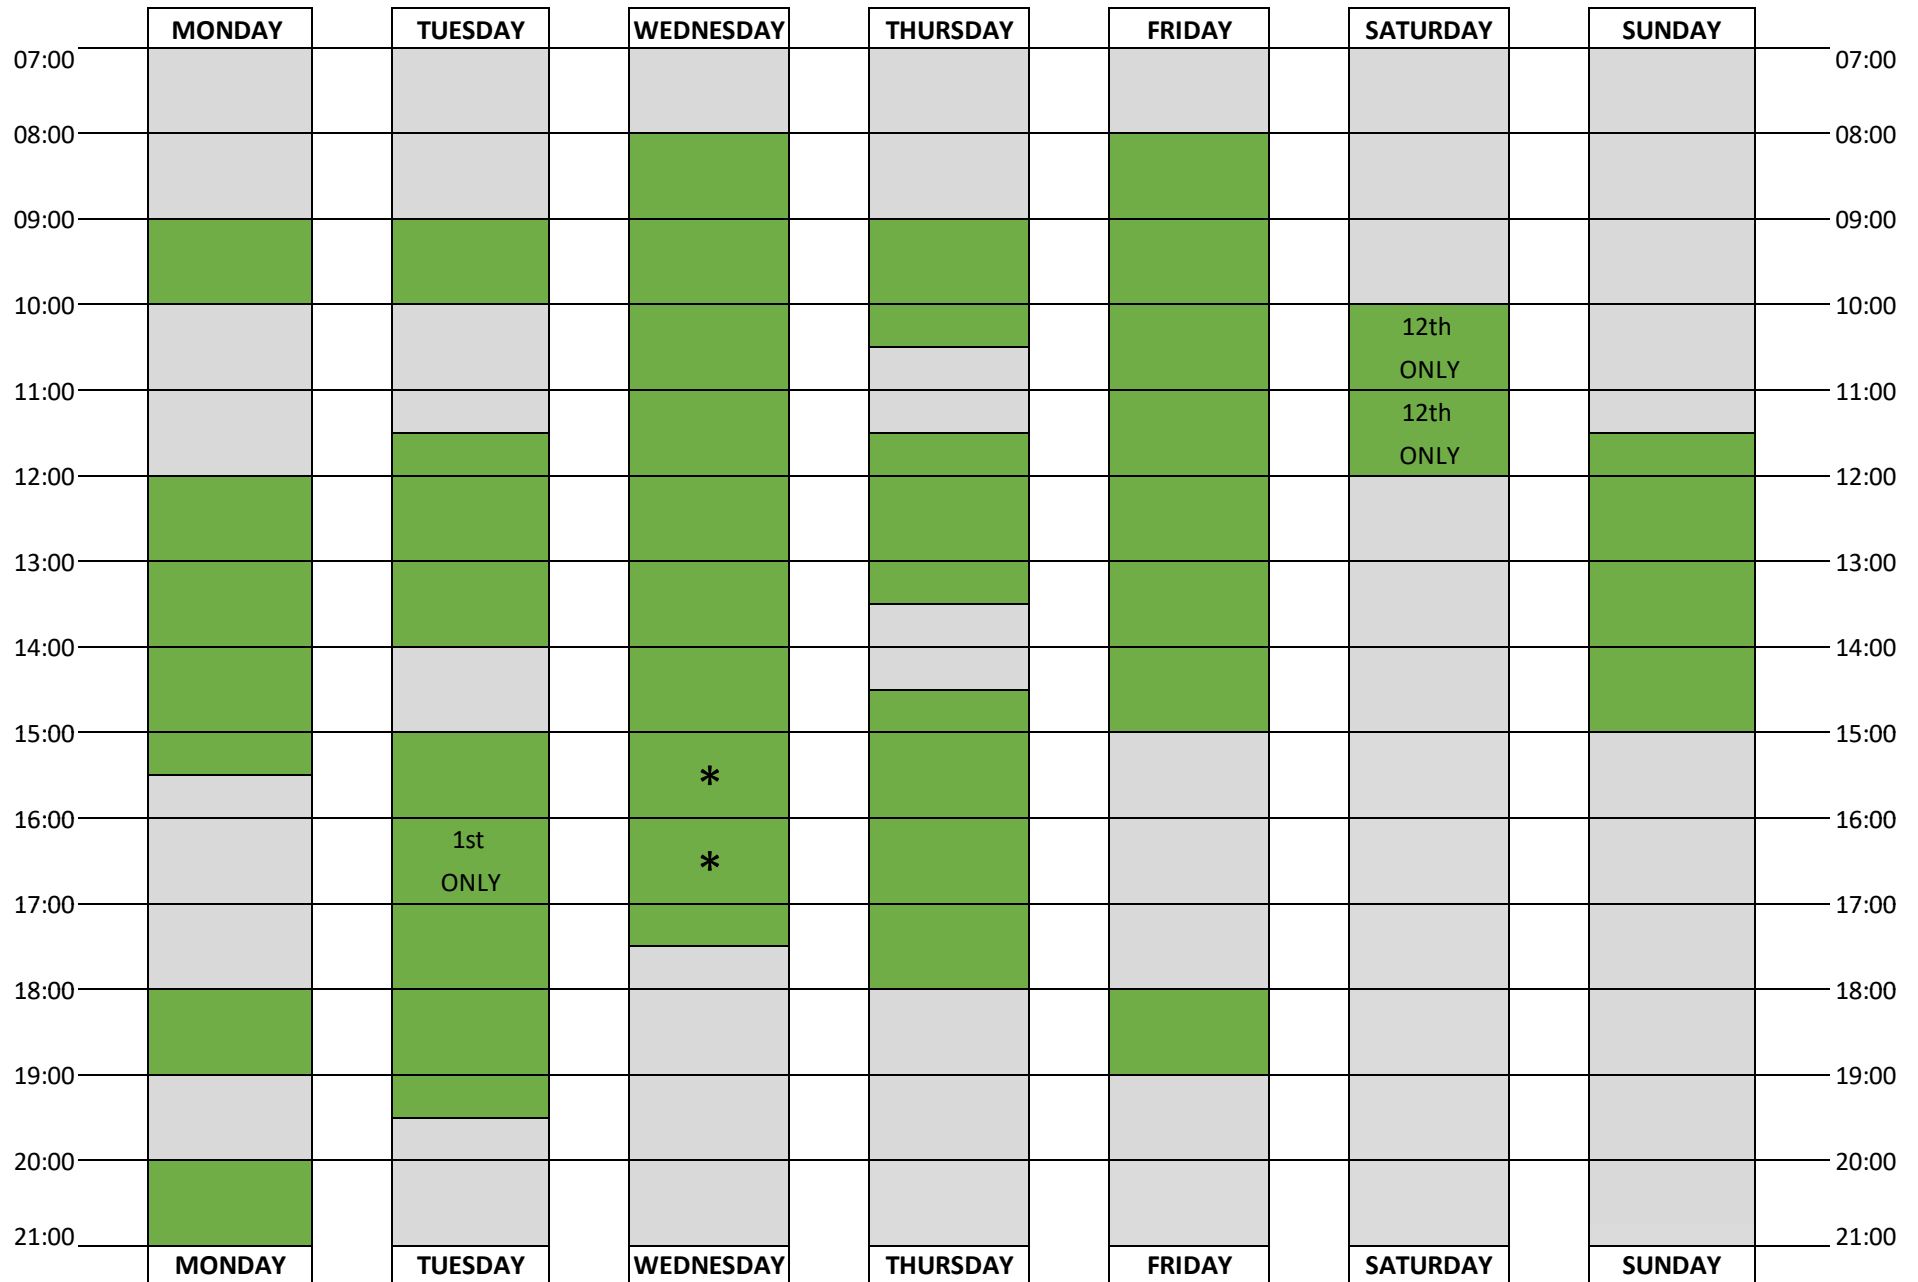 MONDAY TUESDAY WEDNESDAY THURSDAY FRIDAY SATURDAY SUNDAY
07:00 07:00
08:00 08:00
09:00 09:00
10:00 10:00
12th
ONLY
11:00 11:00
12th
ONLY
12:00 12:00
13:00 13:00
14:00 14:00
15:00 15:00
*
16:00 16:00
1st
*
ONLY
17:00 17:00
18:00 18:00
19:00 19:00
20:00 20:00
21:00 21:00
MONDAY TUESDAY WEDNESDAY THURSDAY FRIDAY SATURDAY SUNDAY